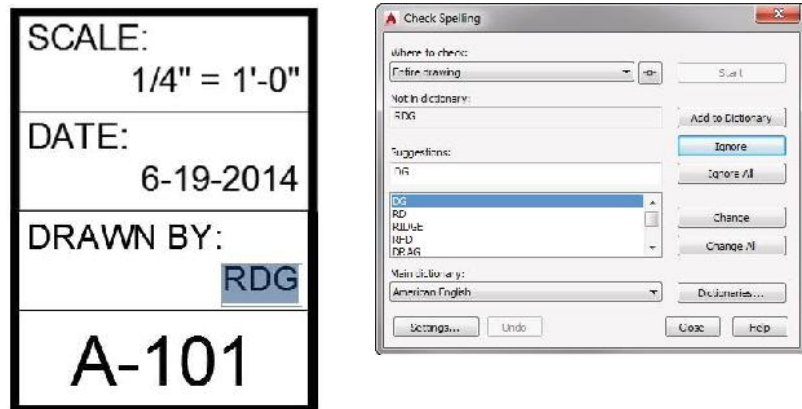 SCALE:
1/4" = 1'-0"
DATE:
6-19-2014
DRAWN BY:
RDG
A-101
Check Spelling
Where to check:
Entire drawing
Start
Not in dictionary:
RDG
Add to Dictionary
Ignore
Suggestions:
DG
Ignore All
DG
RD
RIDGE
RFD
DRAG
Change
Change All
Main dictionary:
American English
Dictionaries...
Settings...
Undo
Close
Help